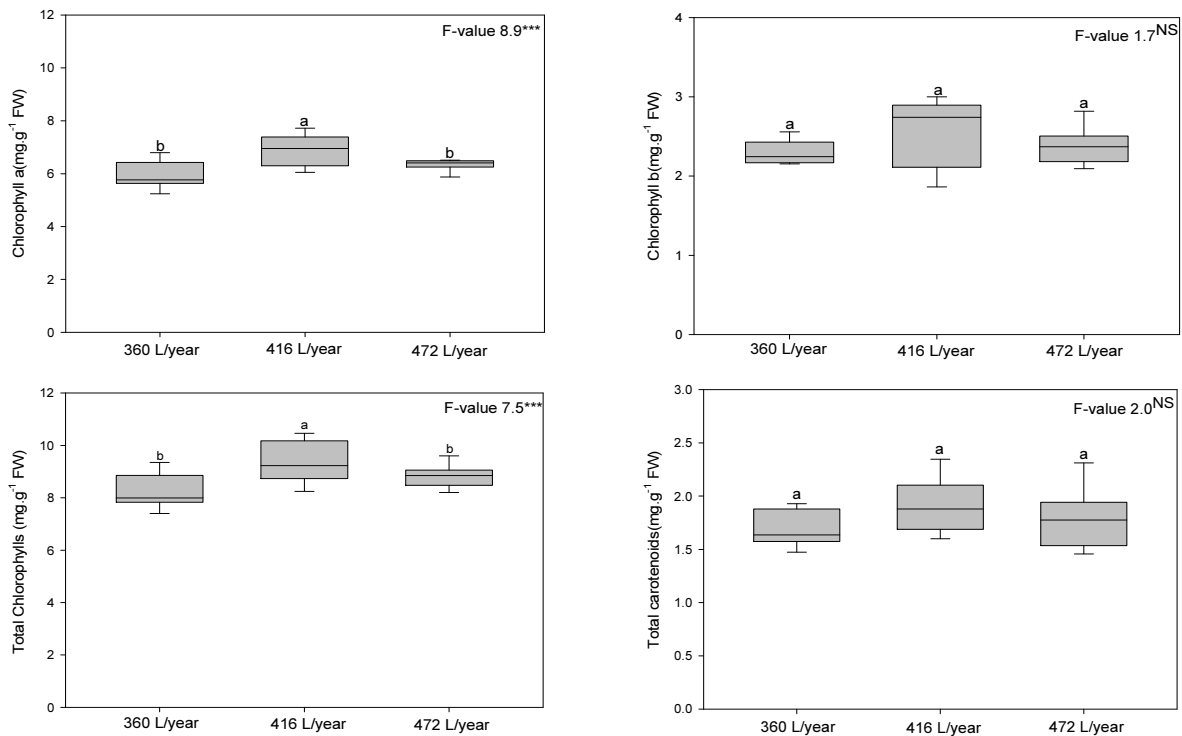 F-value 8.9***
Chlorophyll a(mg.g-1 FW)
12
10
8
6
4
2
0
b
a
b
360 L/year
416 L/year
472 L/year
F-value 1.7NS
Chlorophyll b(mg.g-1 FW)
4
3
2
1
0
a
a
a
360 L/year
416 L/year
472 L/year
F-value 7.5***
Total Chlorophylls (mg.g-1 FW)
12
10
8
6
4
2
0
b
a
b
360 L/year
416 L/year
472 L/year
F-value 2.0NS
Total carotenoids(mg.g-1 FW)
3.0
2.5
2.0
1.5
1.0
0.5
0.0
a
a
a
360 L/year
416 L/year
472 L/year